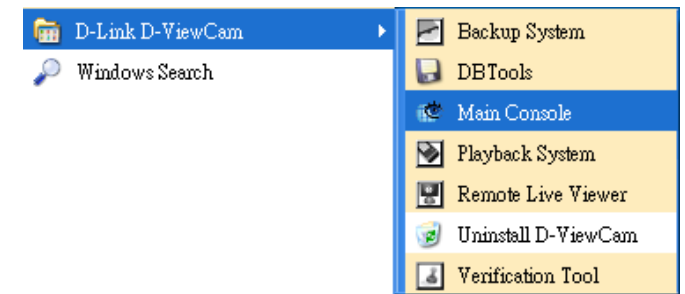 D-Link D-ViewCam
Windows Search
Backup System
DBTools
Main Console
Playback System
Remote Live Viewer
Uninstall D-ViewCam
Verification Tool